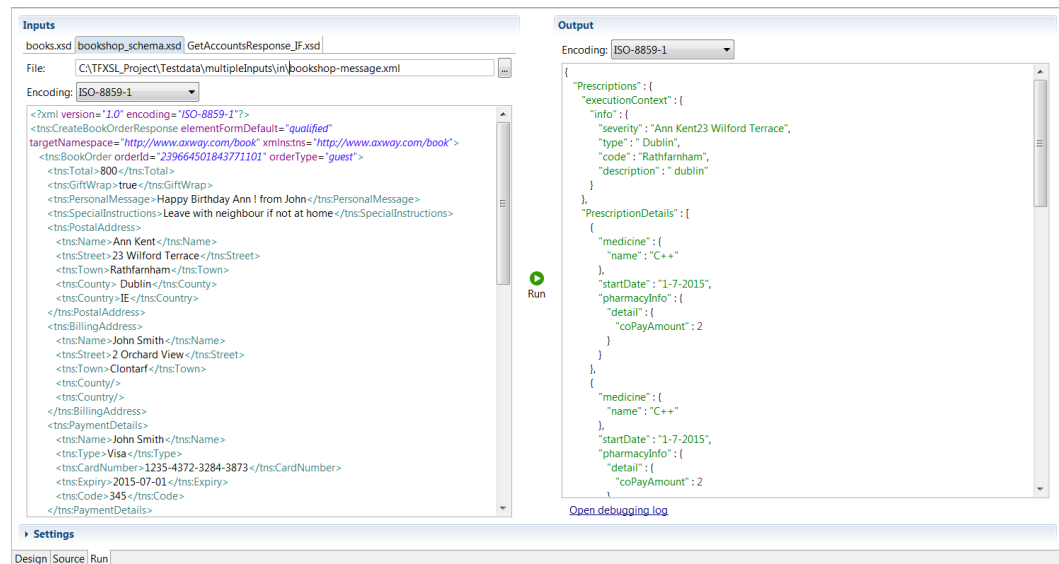 Inputs
books.xsd bookshop_schema.xsd GetAccountsResponse_IF.xsd
File: C:\TFXSL_Project\Testdata\multipleInputs\in\bookshop-message.xml ...
Encoding: ISO-8859-1
<?xml version="1.0" encoding="ISO-8859-1"?>
<tns:CreateBookOrderResponse elementFormDefault="qualified"
targetNamespace="http://www.axway.com/book" xmlns:tns="http://www.axway.com/book">
<tns:BookOrder orderId="239664501843771101" orderType="guest">
<tns:Total>800</tns:Total>
<tns:GiftWrap>true</tns:GiftWrap>
<tns:PersonalMessage>Happy Birthday Ann ! from John</tns:PersonalMessage>
<tns:SpecialInstructions>Leave with neighbour if not at home</tns:SpecialInstructions>
<tns:PostalAddress>
<tns:Name>Ann Kent</tns:Name>
<tns:Street>23 Wilford Terrace</tns:Street>
<tns:Town>Rathfarnham</tns:Town>
<tns:County> Dublin</tns:County>
<tns:Country>IE</tns:Country>
</tns:PostalAddress>
<tns:BillingAddress>
<tns:Name>John Smith</tns:Name>
<tns:Street>2 Orchard View</tns:Street>
<tns:Town>Clontarf</tns:Town>
<tns:County/>
<tns:Country/>
</tns:BillingAddress>
<tns:PaymentDetails>
<tns:Name>John Smith</tns:Name>
<tns:Type>Visa</tns:Type>
<tns:CardNumber>1235-4372-3284-3873</tns:CardNumber>
<tns:Expiry>2015-07-01</tns:Expiry>
<tns:Code>345</tns:Code>
</tns:PaymentDetails>
Run
Output
Encoding: ISO-8859-1
{
"Prescriptions" : {
"executionContext" : {
"info" : {
"severity" : "Ann Kent23 Wilford Terrace",
"type" : " Dublin",
"code" : "Rathfarnham",
"description" : " dublin"
}
},
"PrescriptionDetails" : [
{
"medicine" : {
"name" : "C++"
},
"startDate" : "1-7-2015",
"pharmacyInfo" : {
"detail" : {
"coPayAmount" : 2
}
}
},
{
"medicine" : {
"name" : "C++"
},
"startDate" : "1-7-2015",
"pharmacyInfo" : {
"detail" : {
"coPayAmount" : 2
}
Open debugging log
Settings
Design Source Run